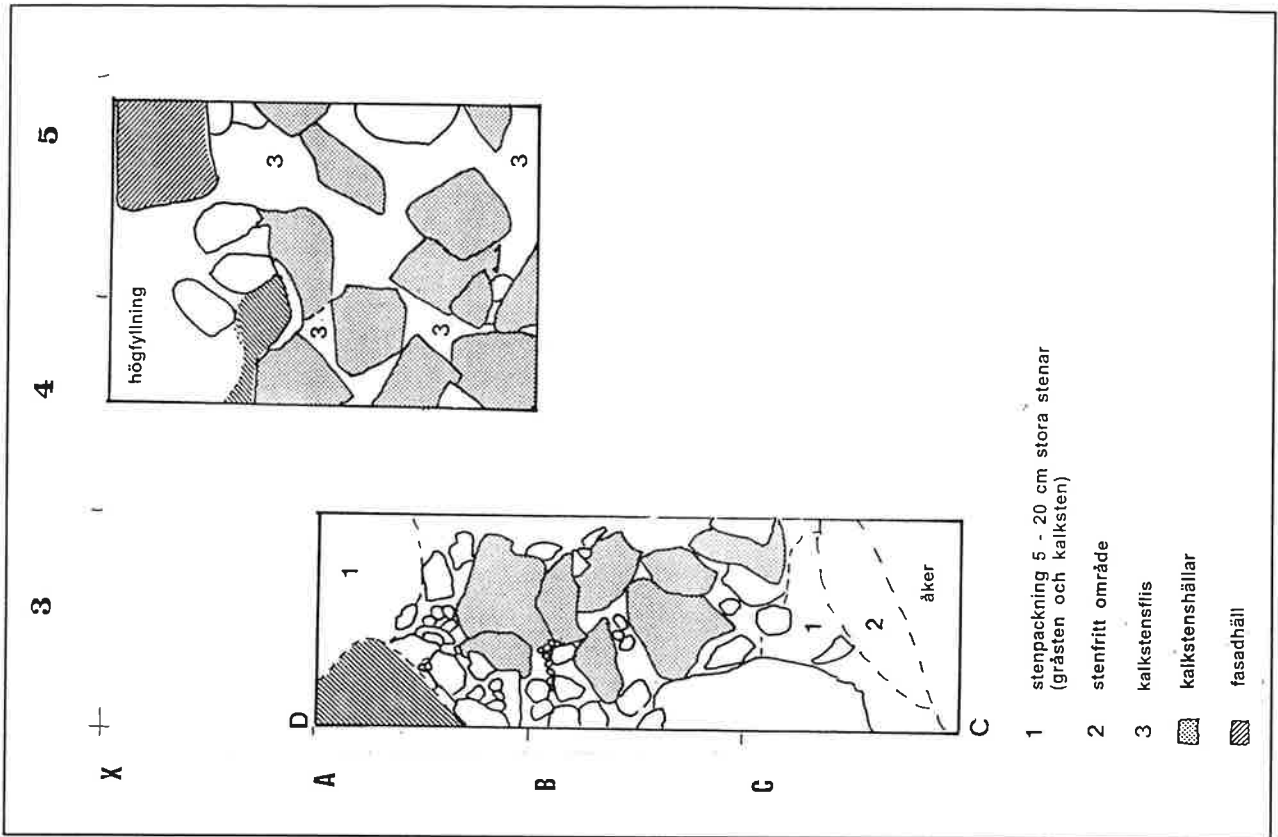 3 4 5
X
A
B
C
högfyllning
3
3
3
3
1
D
1
2
åker
C
1 stenpackning 5 - 20 cm stora stenar
(gråsten och kalksten)
2 stenfritt område
3 kalkstensflis
kalkstenshällar
fasadhäll